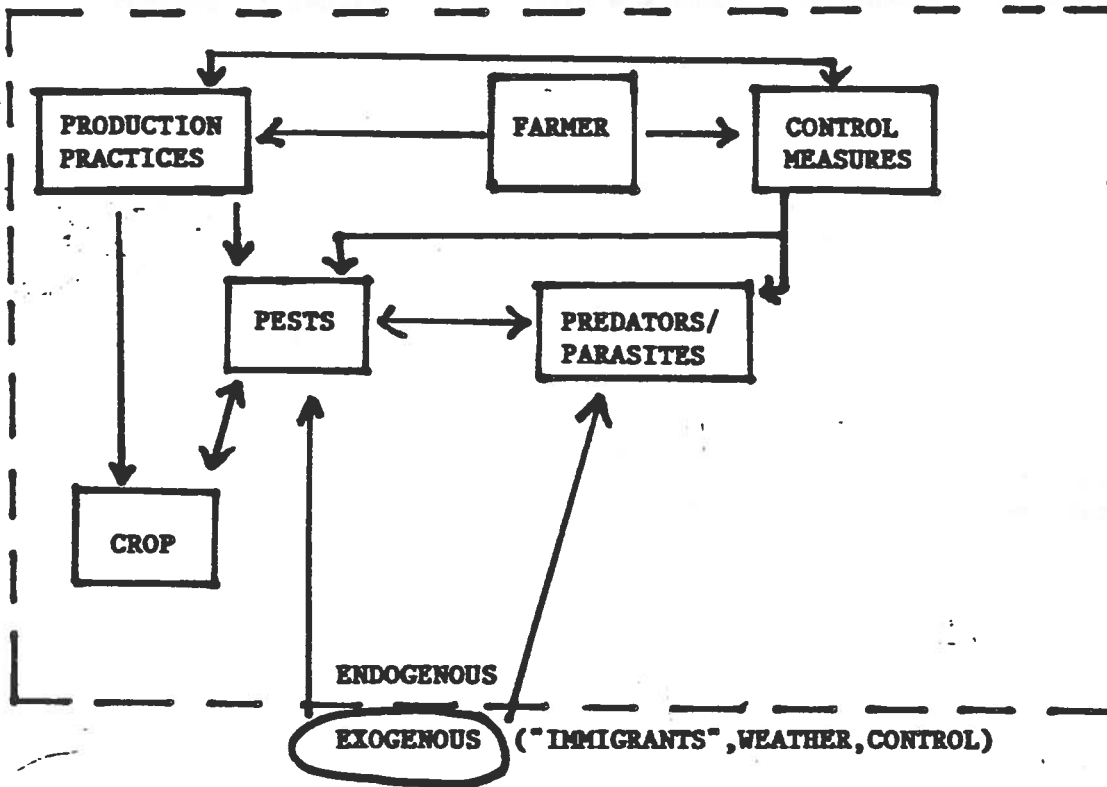 PRODUCTION
PRACTICES
FARMER
CONTROL
MEASURES
PESTS
PREDATORS/
PARASITES
CROP
ENDOGENOUS
EXOGENOUS ("IMMIGRANTS",WEATHER,CONTROL)